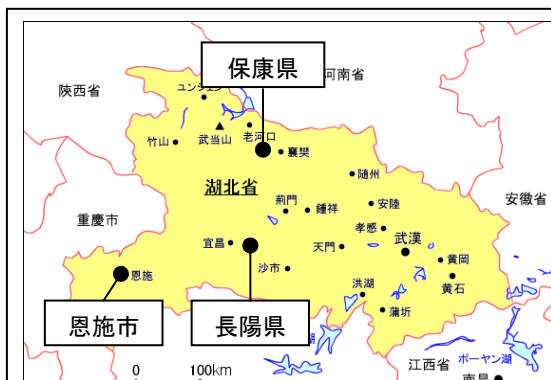 保康県
河南省
陝西省
ユンシェン
竹山
武当山
老河口
襄樊
湖北省
随州
安徽省
荊門
鍾祥
安陸
重慶市
孝感
武漢
宜昌
天門
黄岡
恩施
沙市
黄石
洪湖
蒲圻
恩施市
長陽県
湖
江西省
ポーヤン湖
0 100km
南昌